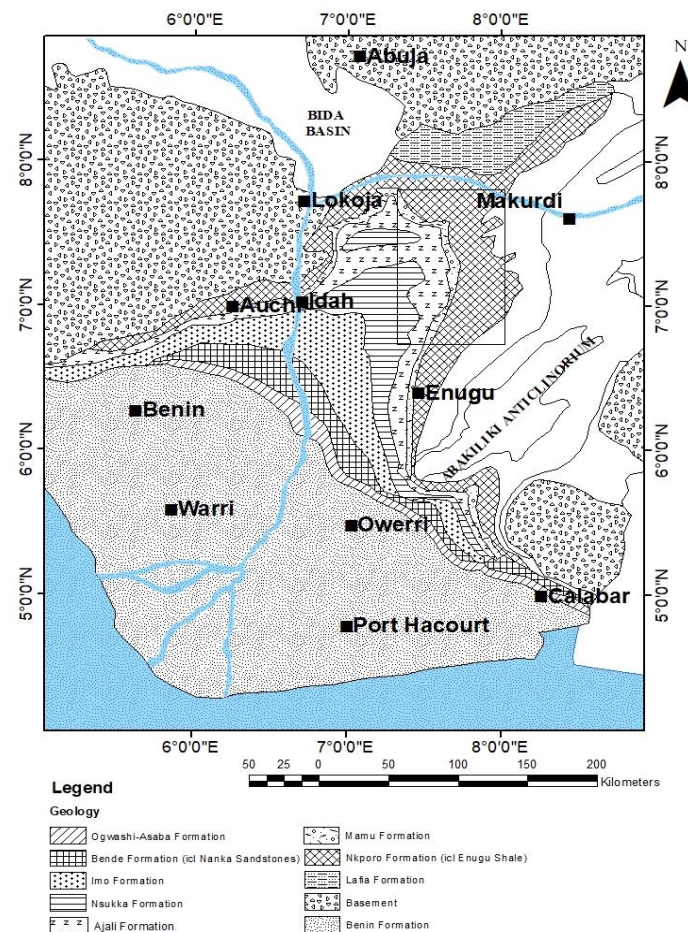 6°0'0"E 7°0'0"E 8°0'0"E
N
Abuja
BIDA
BASIN
8°0'0"N 8°0'0"N
Lokoja Makurdi
7°0'0"N Auchi Idah 7°0'0"N
Enugu
ABAKILIKI ANTICLINORIUM
Benin
6°0'0"N 6°0'0"N
Warri
Owerri
5°0'0"N Calabar 5°0'0"N
Port Hacourt
6°0'0"E 7°0'0"E 8°0'0"E
50 25 0 50 100 150 200
Kilometers
Legend
Geology
Ogwashi-Asaba Formation
Bende Formation (icl Nanka Sandstones)
Imo Formation
Nsukka Formation
Ajali Formation
Mamu Formation
Nkporo Formation (icl Enugu Shale)
Lafia Formation
Basement
Benin Formation